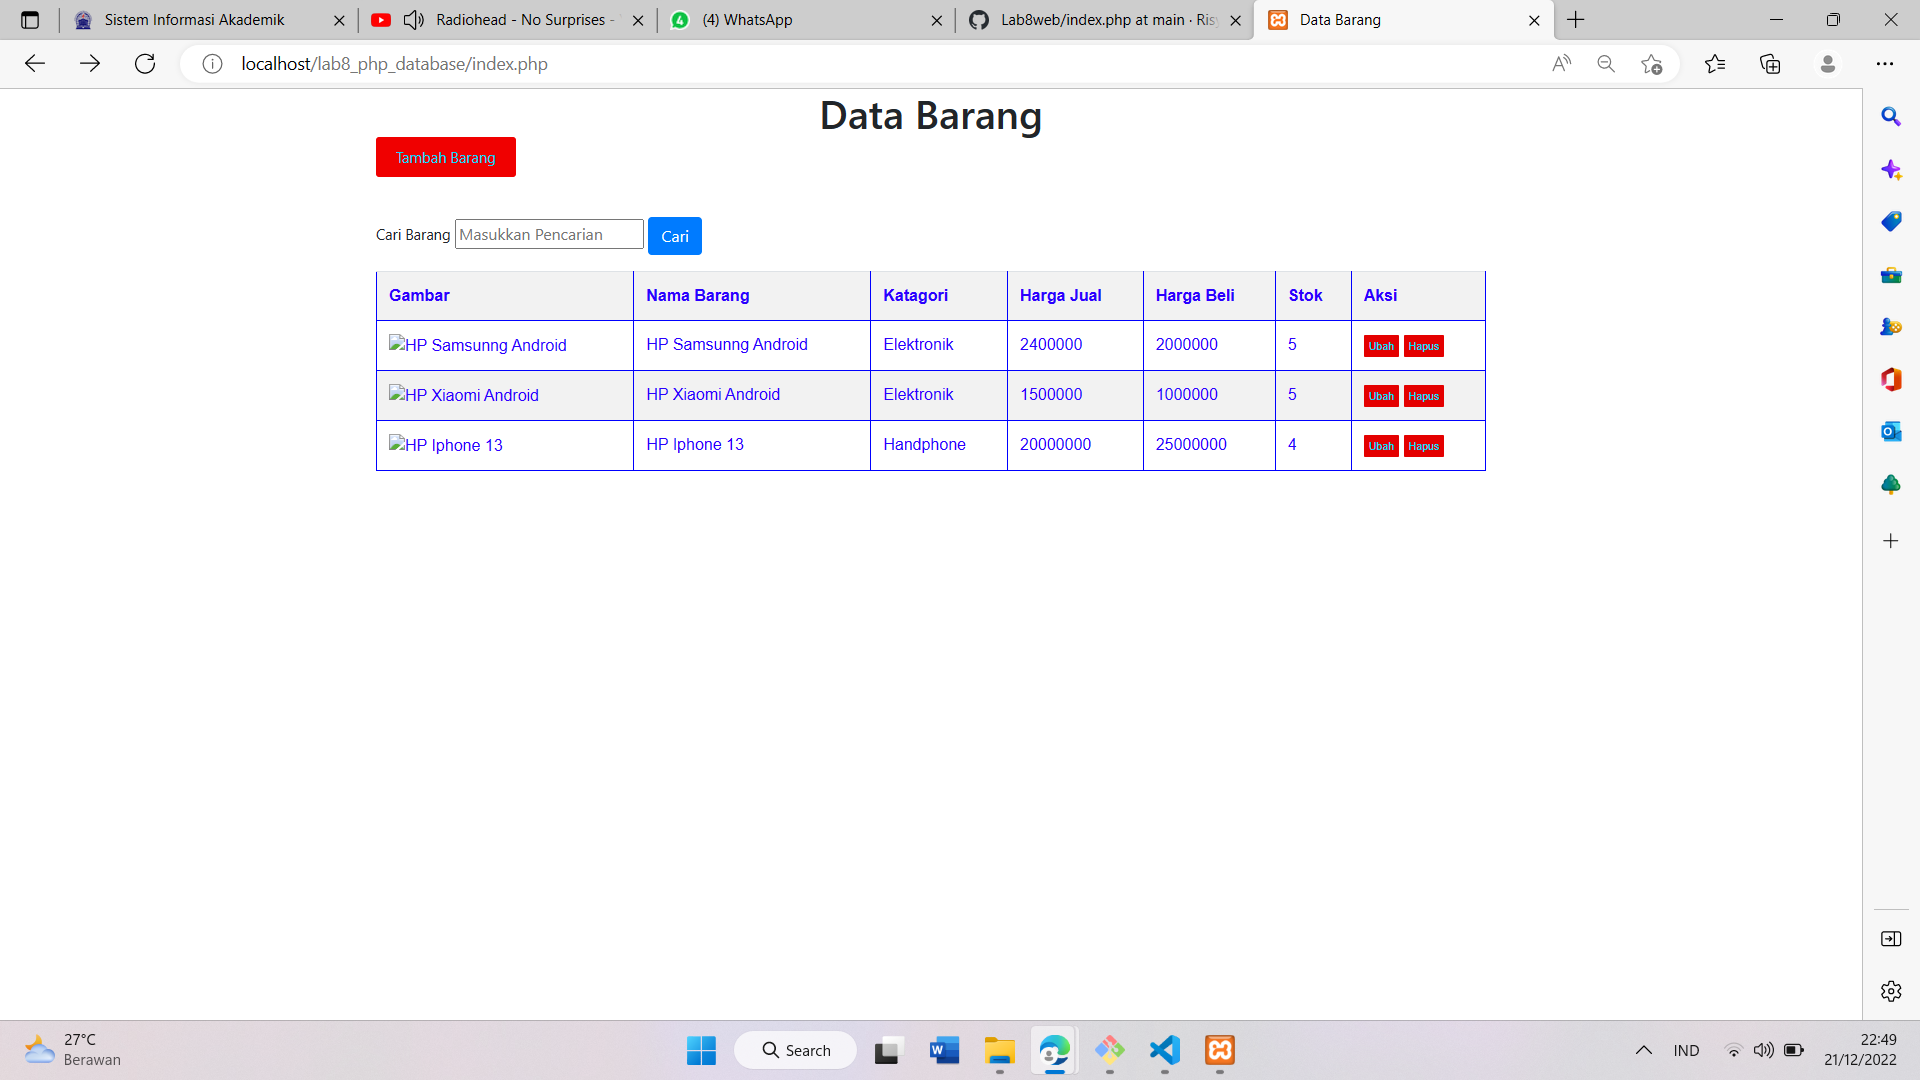 Sistem Informasi Akademik
Radiohead - No Surprises -
(4) WhatsApp
Lab8web/index.php at main · Ris
Data Barang
localhost/lab8_php_database/index.php
Data Barang
Tambah Barang
Cari Barang Masukkan Pencarian Cari
Gambar Nama Barang Katagori Harga Jual Harga Beli Stok Aksi
HP Samsunng Android HP Samsunng Android Elektronik 2400000 2000000 5 Ubah Hapus
HP Xiaomi Android HP Xiaomi Android Elektronik 1500000 1000000 5 Ubah Hapus
HP Iphone 13 HP Iphone 13 Handphone 20000000 25000000 4 Ubah Hapus
27°C
Berawan
Search
IND
22:49
21/12/2022